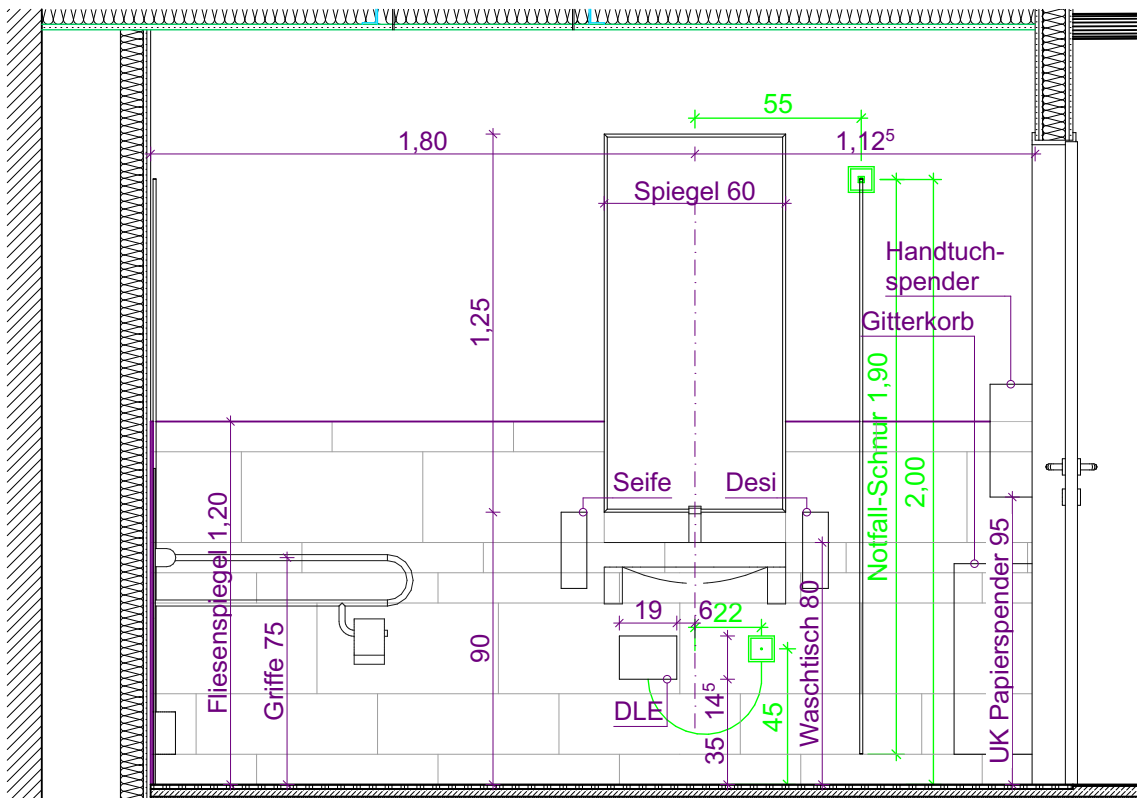 55
1,80
1,12⁵
Spiegel 60
Handtuch-
spender
Gitterkorb
1,25
Notfall-Schnur 1,90
2,00
Seife
Desi
Fliesenspiegel 1,20
Griffe 75
90
19
6
22
Waschtisch 80
UK Papierspender 95
DLE
14⁵
35
45